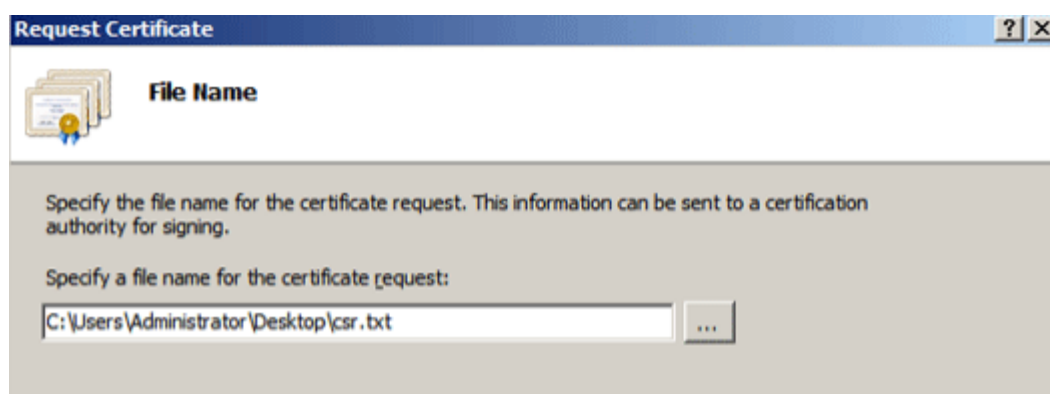 Request Certificate
File Name
Specify the file name for the certificate request. This information can be sent to a certification
authority for signing.
Specify a file name for the certificate request:
C:\Users\Administrator\Desktop\csr.txt
...